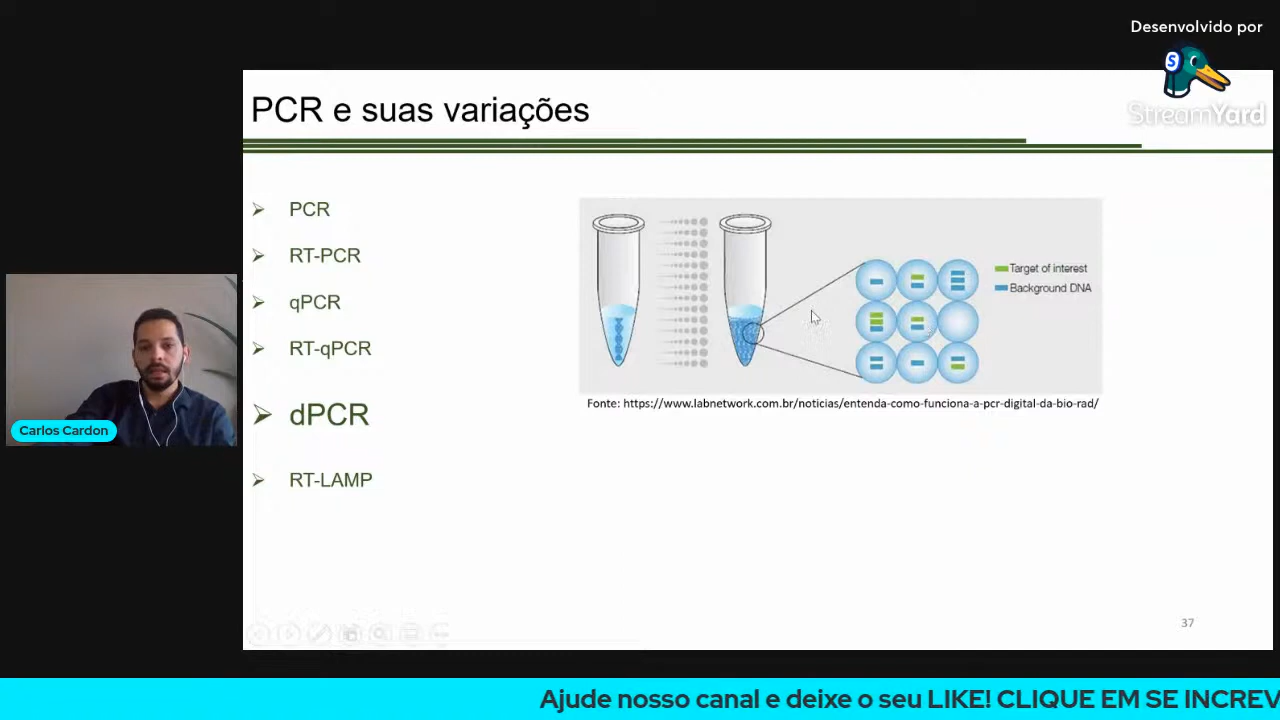 Desenvolvido por
S
StreamYard
PCR e suas variações
PCR
RT-PCR
qPCR
RT-qPCR
dPCR
RT-LAMP
Target of interest
Background DNA
Fonte: https://www.labnetwork.com.br/noticias/entenda-como-funciona-a-pcr-digital-da-bio-rad/
Carlos Cardon
37
Ajude nosso canal e deixe o seu LIKE! CLIQUE EM SE INCREV